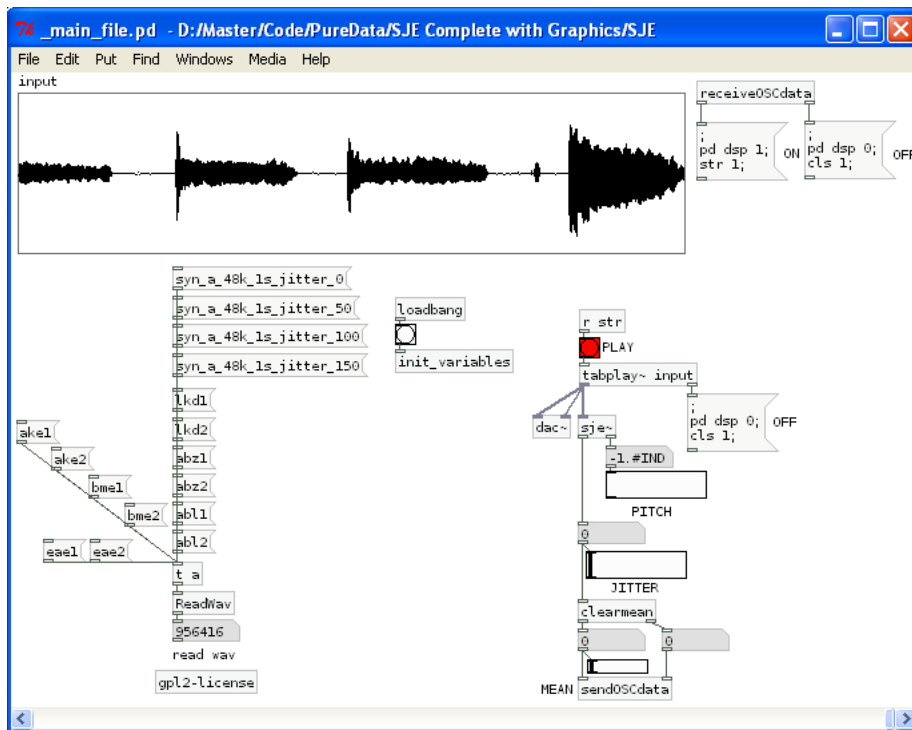 _main_file.pd - D:/Master/Code/PureData/SJE Complete with Graphics/SJE
File Edit Put Find Windows Media Help
input
receiveOSCdata
;
pd dsp 1;
str 1;
ON
;
pd dsp 0;
cls 1;
OFF
syn_a_48k_1s_jitter_0
syn_a_48k_1s_jitter_50
syn_a_48k_1s_jitter_100
syn_a_48k_1s_jitter_150
lkd1
lkd2
abz1
abz2
abl1
abl2
ake1
ake2
bme1
bme2
eae1 eae2
t a
ReadWav
956416
read wav
gpl2-license
loadbang
init_variables
r str
PLAY
tabplay~ input
;
pd dsp 0;
cls 1;
OFF
dac~ sje~
-1.#IND
PITCH
0
JITTER
clearmean
0 0
MEAN sendOSCdata